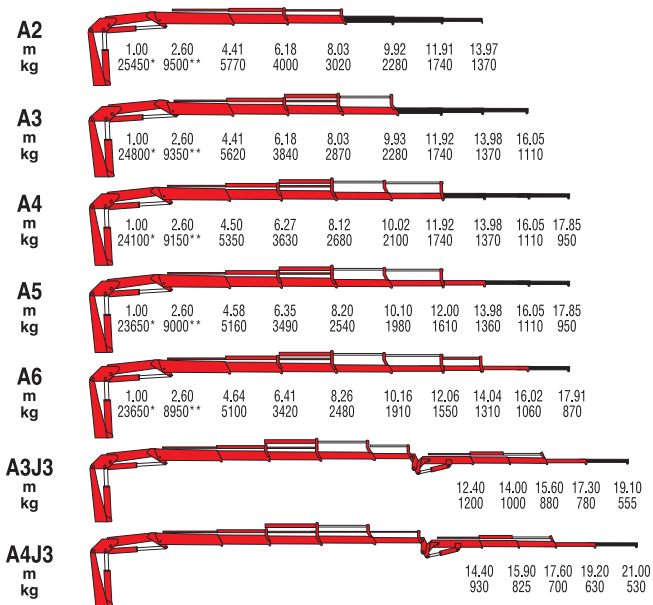 A2
m 1.00 2.60 4.41 6.18 8.03 9.92 11.91 13.97
kg 25450* 9500** 5770 4000 3020 2280 1740 1370
A3
m 1.00 2.60 4.41 6.18 8.03 9.93 11.92 13.98 16.05
kg 24800* 9350** 5620 3840 2870 2280 1740 1370 1110
A4
m 1.00 2.60 4.50 6.27 8.12 10.02 11.92 13.98 16.05 17.85
kg 24100* 9150** 5350 3630 2680 2100 1740 1370 1110 950
A5
m 1.00 2.60 4.58 6.35 8.20 10.10 12.00 13.98 16.05 17.85
kg 23650* 9000** 5160 3490 2540 1980 1610 1360 1110 950
A6
m 1.00 2.60 4.64 6.41 8.26 10.16 12.06 14.04 16.02 17.91
kg 23650* 8950** 5100 3420 2480 1910 1550 1310 1060 870
A3J3
m 12.40 14.00 15.60 17.30 19.10
kg 1200 1000 880 780 555
A4J3
m 14.40 15.90 17.60 19.20 21.00
kg 930 825 700 630 530